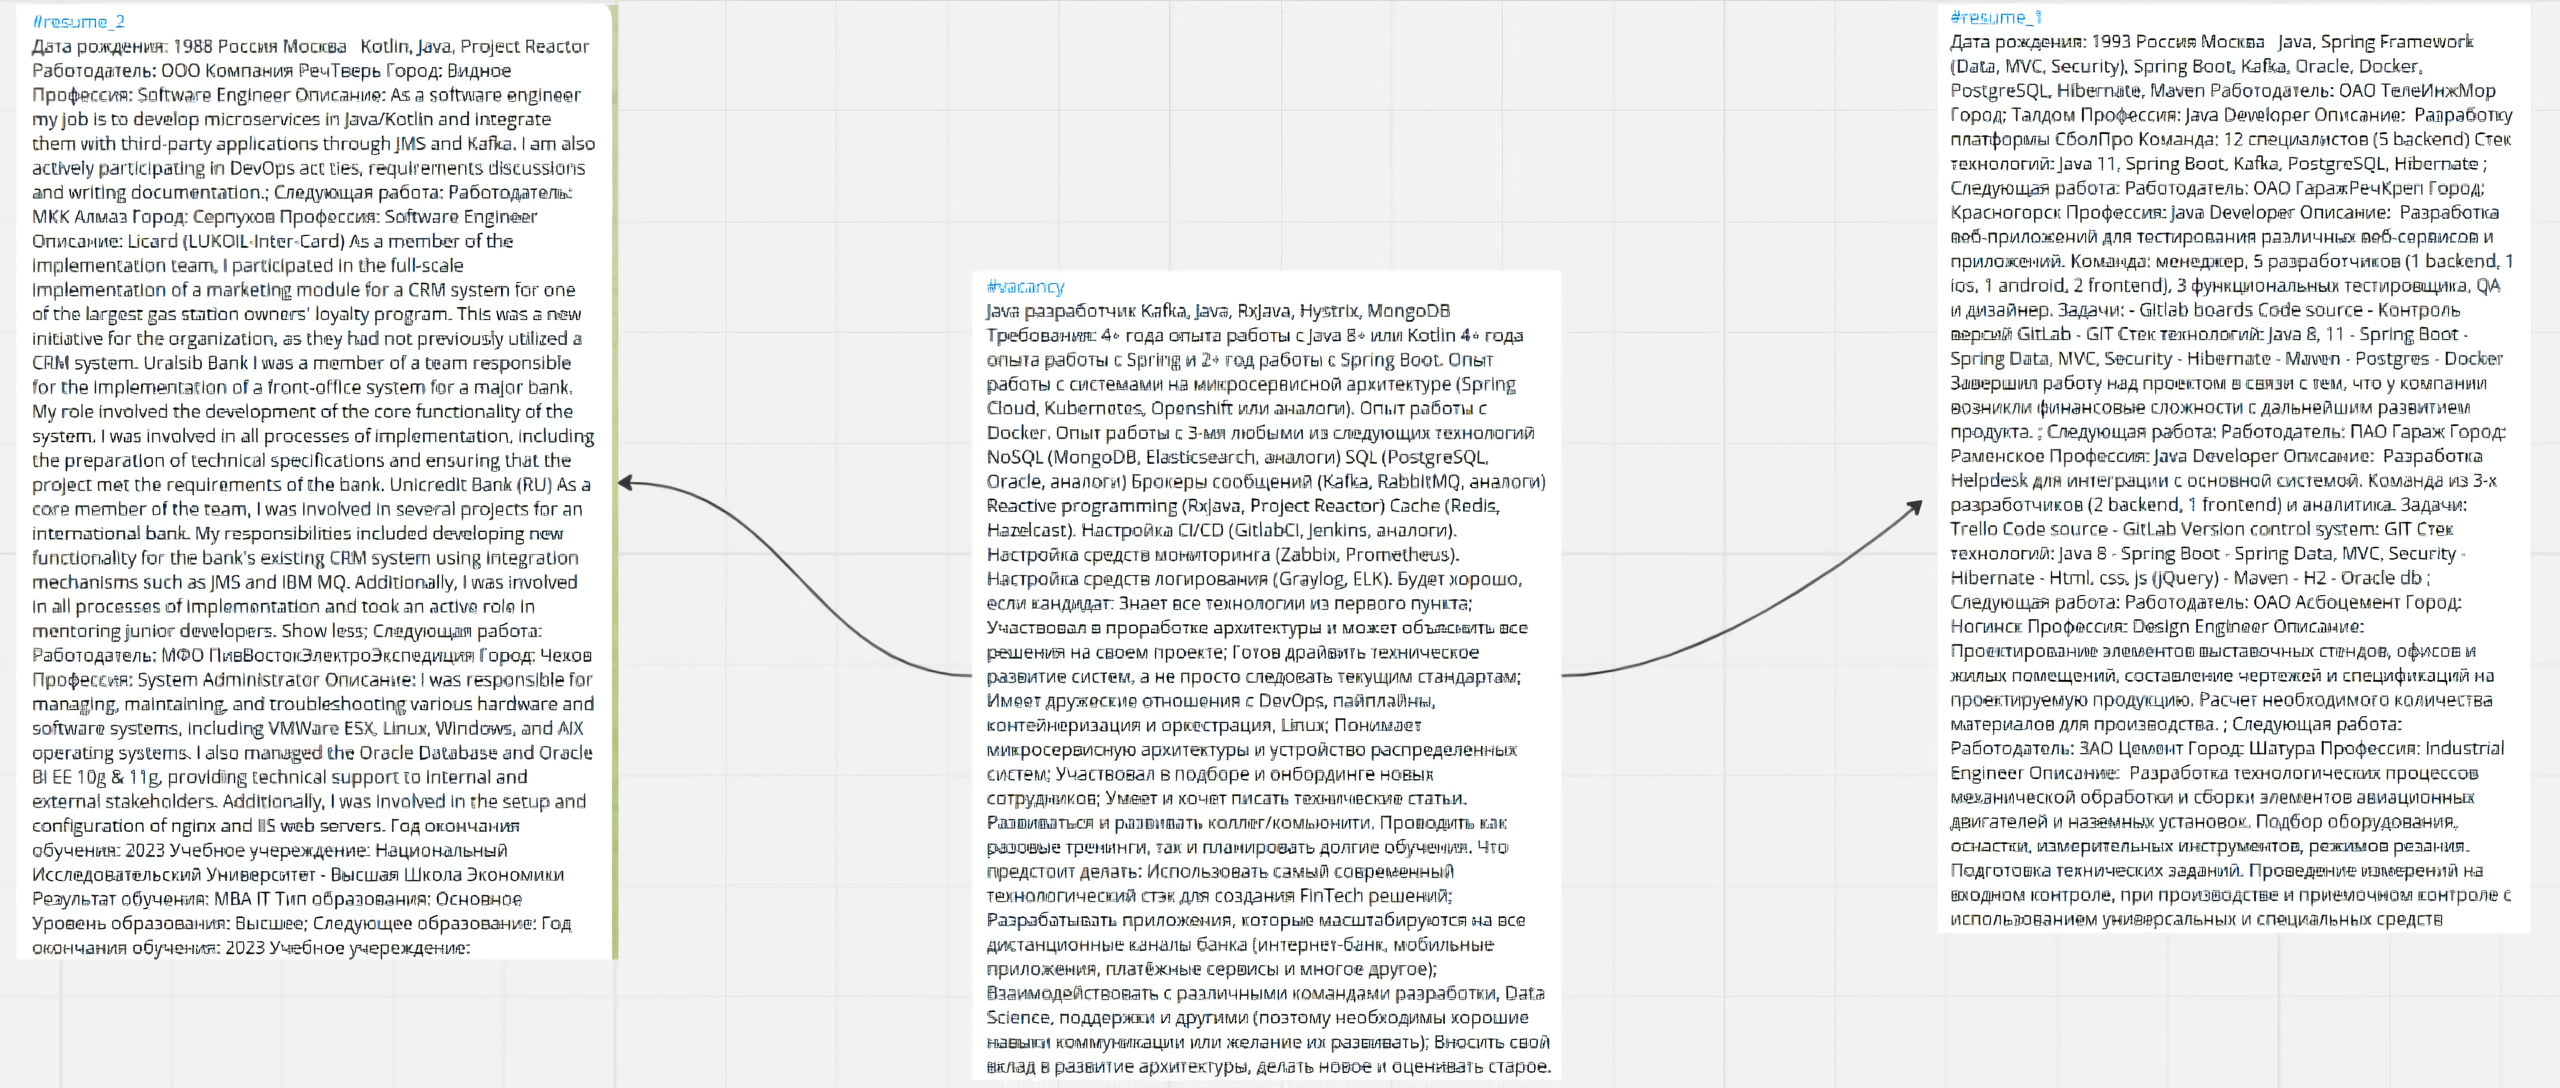 #resume_2
Дата рождения: 1988 Россия Москва Kotlin, Java, Project Reactor
Работодатель: ООО Компания РечТверь Город: Видное
Профессия: Software Engineer Описание: As a software engineer
my job is to develop microservices in Java/Kotlin and integrate
them with third-party applications through JMS and Kafka. I am also
actively participating in DevOps act ties, requirements discussions
and writing documentation.; Следующая работа: Работодатель:
МКК Алмаз Город: Серпухов Профессия: Software Engineer
Описание: Licard (LUKOIL-Inter-Card) As a member of the
implementation team, I participated in the full-scale
implementation of a marketing module for a CRM system for one
of the largest gas station owners' loyalty program. This was a new
initiative for the organization, as they had not previously utilized a
CRM system. Uralsib Bank I was a member of a team responsible
for the implementation of a front-office system for a major bank.
My role involved the development of the core functionality of the
system. I was involved in all processes of implementation, including
the preparation of technical specifications and ensuring that the
project met the requirements of the bank. Unicredit Bank (RU) As a
core member of the team, I was involved in several projects for an
international bank. My responsibilities included developing new
functionality for the bank's existing CRM system using integration
mechanisms such as JMS and IBM MQ. Additionally, I was involved
in all processes of implementation and took an active role in
mentoring junior developers. Show less; Следующая работа:
Работодатель: МФО ПивВостокЭлектроЭкспедиция Город: Чехов
Профессия: System Administrator Описание: I was responsible for
managing, maintaining, and troubleshooting various hardware and
software systems, including VMWare ESX, Linux, Windows, and AIX
operating systems. I also managed the Oracle Database and Oracle
BI EE 10g & 11g, providing technical support to internal and
external stakeholders. Additionally, I was involved in the setup and
configuration of nginx and IIS web servers. Год окончания
обучения: 2023 Учебное учереждение: Национальный
Исследовательский Университет - Высшая Школа Экономики
Результат обучения: MBA IT Тип образования: Основное
Уровень образования: Высшее; Следующее образование: Год
окончания обучения: 2023 Учебное учереждение:
#vacancy
Java разработчик Kafka, Java, RxJava, Hystrix, MongoDB
Требования: 4+ года опыта работы с Java 8+ или Kotlin 4+ года
опыта работы с Spring и 2+ год работы с Spring Boot. Опыт
работы с системами на микросервисной архитектуре (Spring
Cloud, Kubernetes, Openshift или аналоги). Опыт работы с
Docker. Опыт работы с 3-мя любыми из следующих технологий
NoSQL (MongoDB, Elasticsearch, аналоги) SQL (PostgreSQL,
Oracle, аналоги) Брокеры сообщений (Kafka, RabbitMQ, аналоги)
Reactive programming (RxJava, Project Reactor) Cache (Redis,
Hazelcast). Настройка CI/CD (GitlabCI, Jenkins, аналоги).
Настройка средств мониторинга (Zabbix, Prometheus).
Настройка средств логирования (Graylog, ELK). Будет хорошо,
если кандидат: Знает все технологии из первого пункта;
Участвовал в проработке архитектуры и может объяснить все
решения на своем проекте; Готов драйвить техническое
развитие систем, а не просто следовать текущим стандартам;
Имеет дружеские отношения с DevOps, пайплайны,
контейнеризация и оркестрация, Linux; Понимает
микросервисную архитектуры и устройство распределенных
систем; Участвовал в подборе и онбординге новых
сотрудников; Умеет и хочет писать технические статьи.
Развиваться и развивать коллег/комьюнити. Проводить как
разовые тренинги, так и планировать долгие обучения. Что
предстоит делать: Использовать самый современный
технологический стэк для создания FinTech решений;
Разрабатывать приложения, которые масштабируются на все
дистанционные каналы банка (интернет-банк, мобильные
приложения, платёжные сервисы и многое другое);
Взаимодействовать с различными командами разработки, Data
Science, поддержки и другими (поэтому необходимы хорошие
навыки коммуникации или желание их развивать); Вносить свой
вклад в развитие архитектуры, делать новое и оценивать старое.
#resume_1
Дата рождения: 1993 Россия Москва Java, Spring Framework
(Data, MVC, Security), Spring Boot, Kafka, Oracle, Docker,
PostgreSQL, Hibernate, Maven Работодатель: ОАО ТелеИнжМор
Город: Талдом Профессия: Java Developer Описание: Разработку
платформы СболПро Команда: 12 специалистов (5 backend) Стек
технологий: Java 11, Spring Boot, Kafka, PostgreSQL, Hibernate ;
Следующая работа: Работодатель: ОАО ГаражРечКреп Город:
Красногорск Профессия: Java Developer Описание: Разработка
веб-приложений для тестирования различных веб-сервисов и
приложений. Команда: менеджер, 5 разработчиков (1 backend, 1
ios, 1 android, 2 frontend), 3 функциональных тестировщика, QA
и дизайнер. Задачи: - Gitlab boards Code source - Контроль
версий GitLab - GIT Стек технологий: Java 8, 11 - Spring Boot -
Spring Data, MVC, Security - Hibernate - Maven - Postgres - Docker
Завершил работу над проектом в связи с тем, что у компании
возникли финансовые сложности с дальнейшим развитием
продукта. ; Следующая работа: Работодатель: ПАО Гараж Город:
Раменское Профессия: Java Developer Описание: Разработка
Helpdesk для интеграции с основной системой. Команда из 3-х
разработчиков (2 backend, 1 frontend) и аналитика. Задачи:
Trello Code source - GitLab Version control system: GIT Стек
технологий: Java 8 - Spring Boot - Spring Data, MVC, Security -
Hibernate - Html, css, js (jQuery) - Maven - H2 - Oracle db ;
Следующая работа: Работодатель: ОАО Асбоцемент Город:
Ногинск Профессия: Design Engineer Описание:
Проектирование элементов выставочных стендов, офисов и
жилых помещений, составление чертежей и спецификаций на
проектируемую продукцию. Расчет необходимого количества
материалов для производства. ; Следующая работа:
Работодатель: ЗАО Цемент Город: Шатура Профессия: Industrial
Engineer Описание: Разработка технологических процессов
механической обработки и сборки элементов авиационных
двигателей и наземных установок. Подбор оборудования,
оснастки, измерительных инструментов, режимов резания.
Подготовка технических заданий. Проведение измерений на
входном контроле, при производстве и приемочном контроле с
использованием универсальных и специальных средств